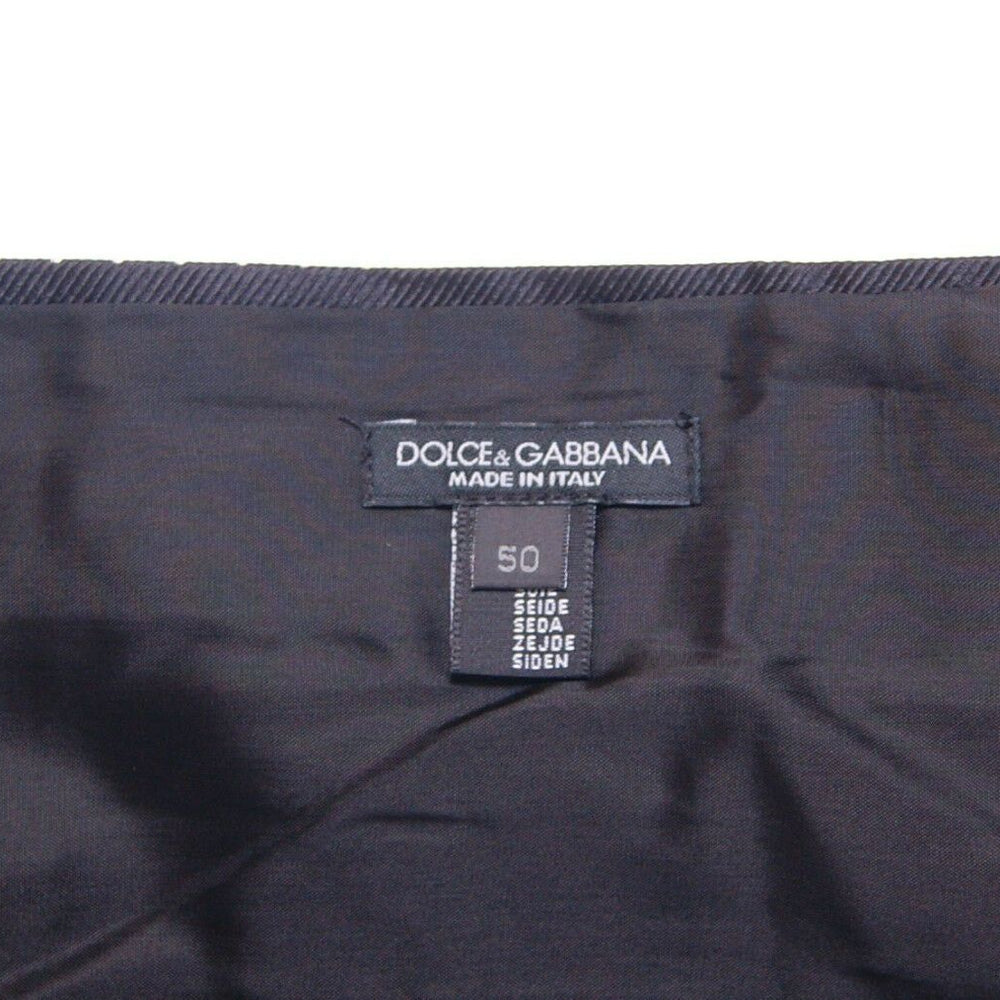 DOLCE & GABBANA
MADE IN ITALY
50
SEIDE
SEDA
ZEJDE
SIDEN